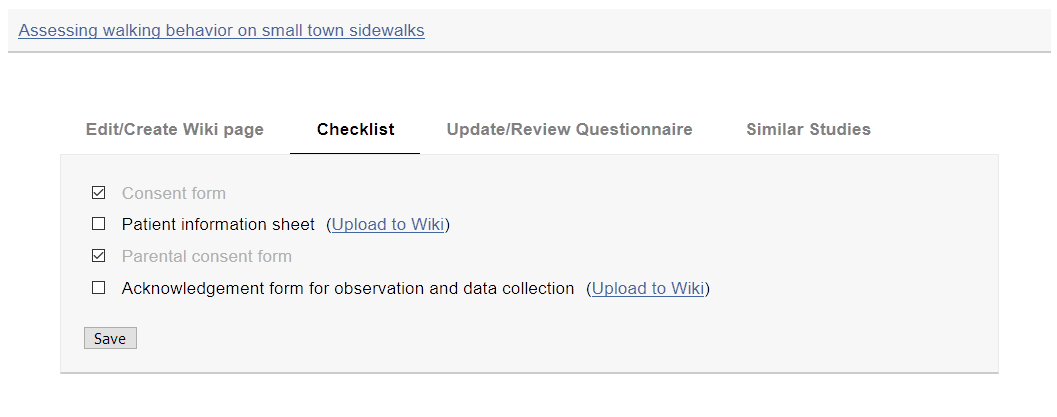 Assessing walking behavior on small town sidewalks
Edit/Create Wiki page Checklist Update/Review Questionnaire Similar Studies
Consent form
Patient information sheet (Upload to Wiki)
Parental consent form
Acknowledgement form for observation and data collection (Upload to Wiki)
Save